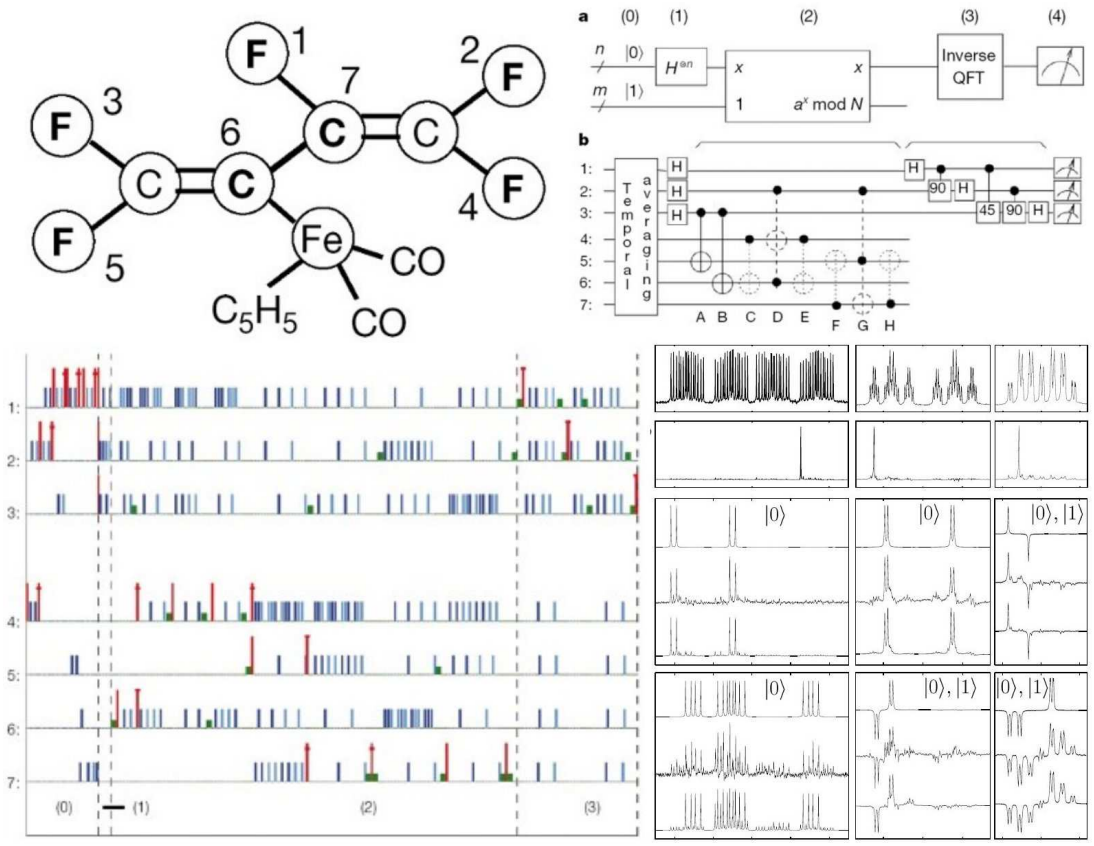 F 1
2
F
7
3
F
6
C C
C C
F
4
F
5
Fe
CO
C₅H₅
CO
a (0) (1) (2) (3) (4)
n |0⟩ H⊗n x x Inverse QFT
m |1⟩ 1 aˣ mod N
b
Temporal averaging
1: H H
2: H 90 H
3: H 45 90 H
4:
5:
6:
7:
A B C D E F G H
1:
2:
3:
4:
5:
6:
7:
(0) (1) (2) (3)
|0⟩ |0⟩ |0⟩, |1⟩
|0⟩ |0⟩, |1⟩ |0⟩, |1⟩